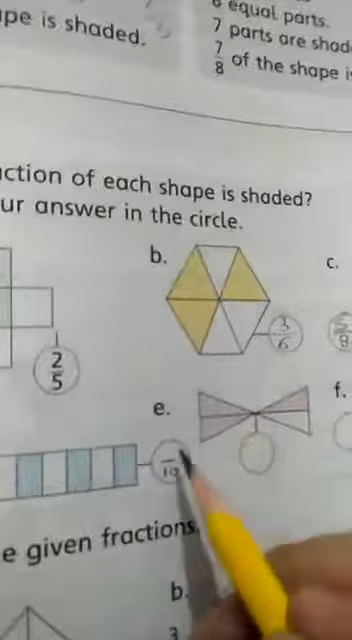 equal parts.
pe is shaded.
7 parts are shad
7/8 of the shape i
ction of each shape is shaded?
ur answer in the circle.
b.
c.
3/6
2/5
e.
f.
e given fractions.
b.
3